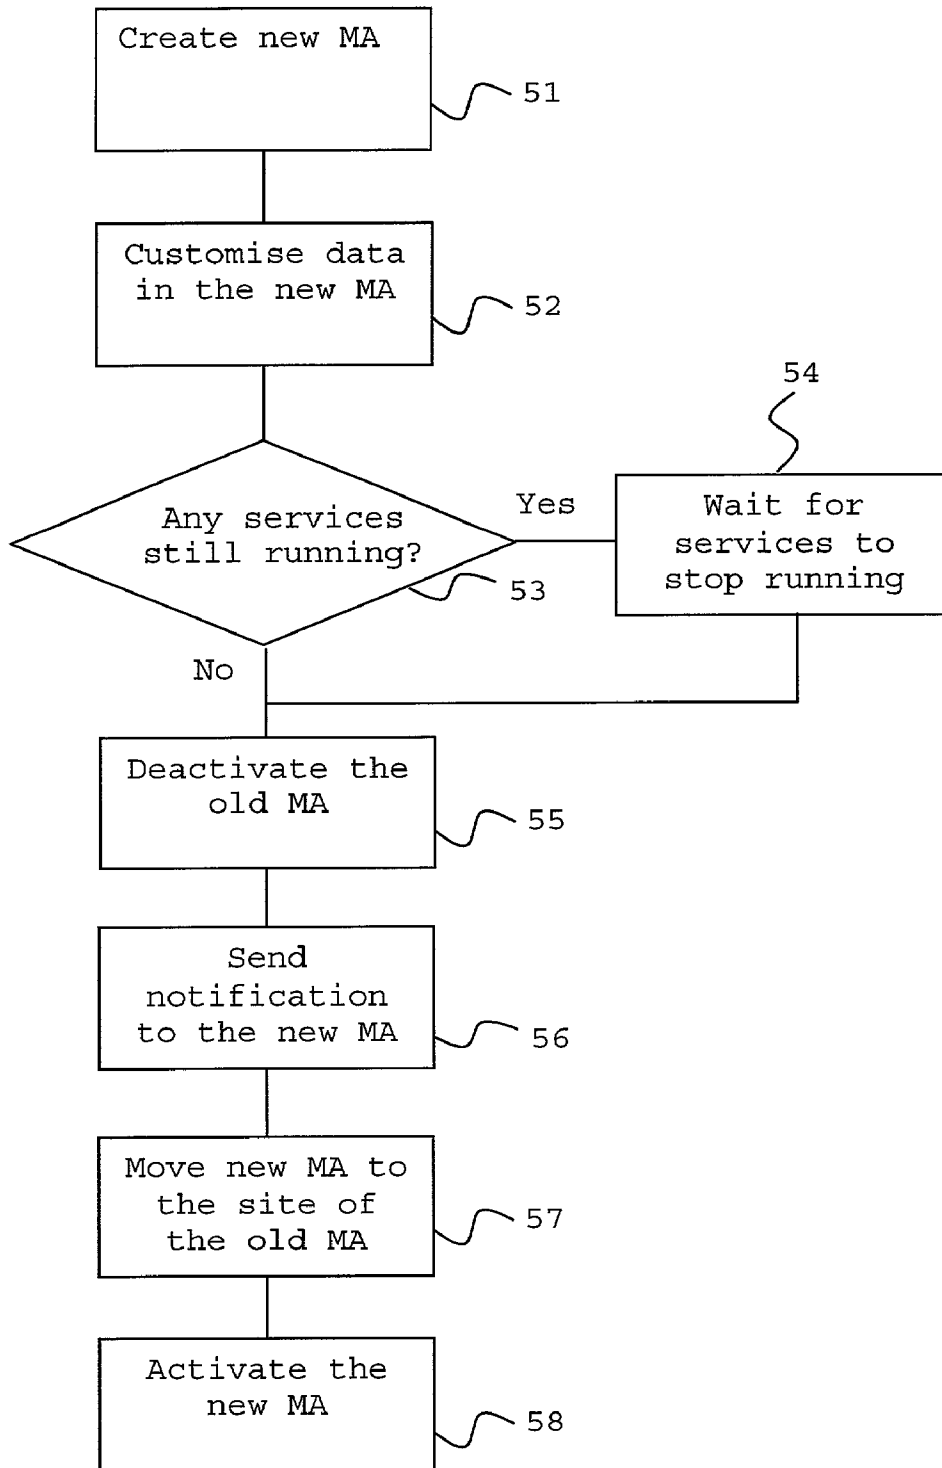 Create new MA
51
Customise data
in the new MA
52
54
Any services
still running?
Yes
Wait for
services to
stop running
53
No
Deactivate the
old MA
55
Send
notification
to the new MA
56
Move new MA to
the site of
the old MA
57
Activate the
new MA
58